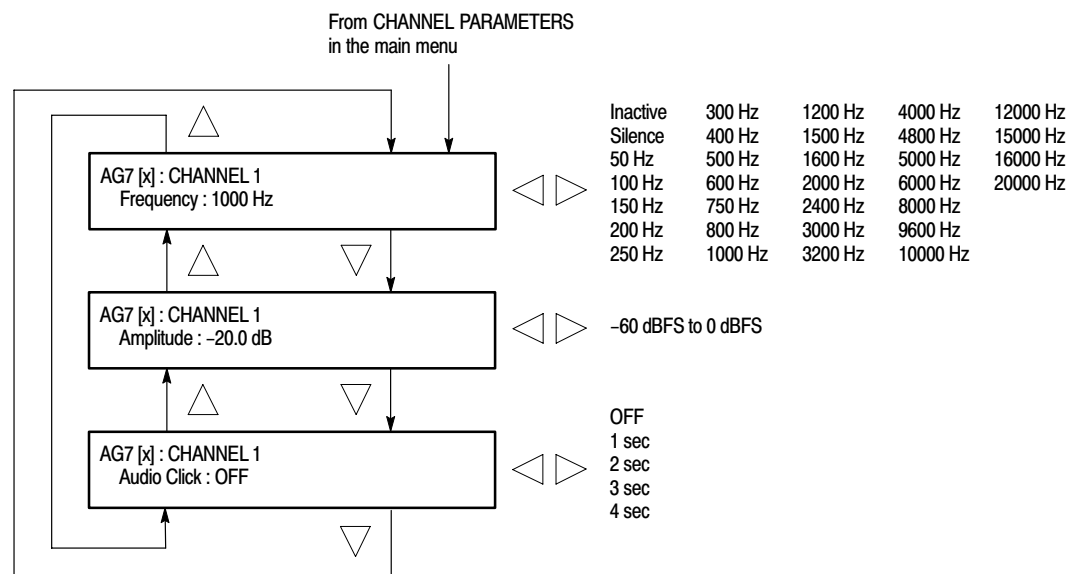 From CHANNEL PARAMETERS
in the main menu
AG7 [x] : CHANNEL 1
Frequency : 1000 Hz
Inactive 300 Hz 1200 Hz 4000 Hz 12000 Hz
Silence 400 Hz 1500 Hz 4800 Hz 15000 Hz
50 Hz 500 Hz 1600 Hz 5000 Hz 16000 Hz
100 Hz 600 Hz 2000 Hz 6000 Hz 20000 Hz
150 Hz 750 Hz 2400 Hz 8000 Hz
200 Hz 800 Hz 3000 Hz 9600 Hz
250 Hz 1000 Hz 3200 Hz 10000 Hz
AG7 [x] : CHANNEL 1
Amplitude : −20.0 dB
−60 dBFS to 0 dBFS
AG7 [x] : CHANNEL 1
Audio Click : OFF
OFF
1 sec
2 sec
3 sec
4 sec